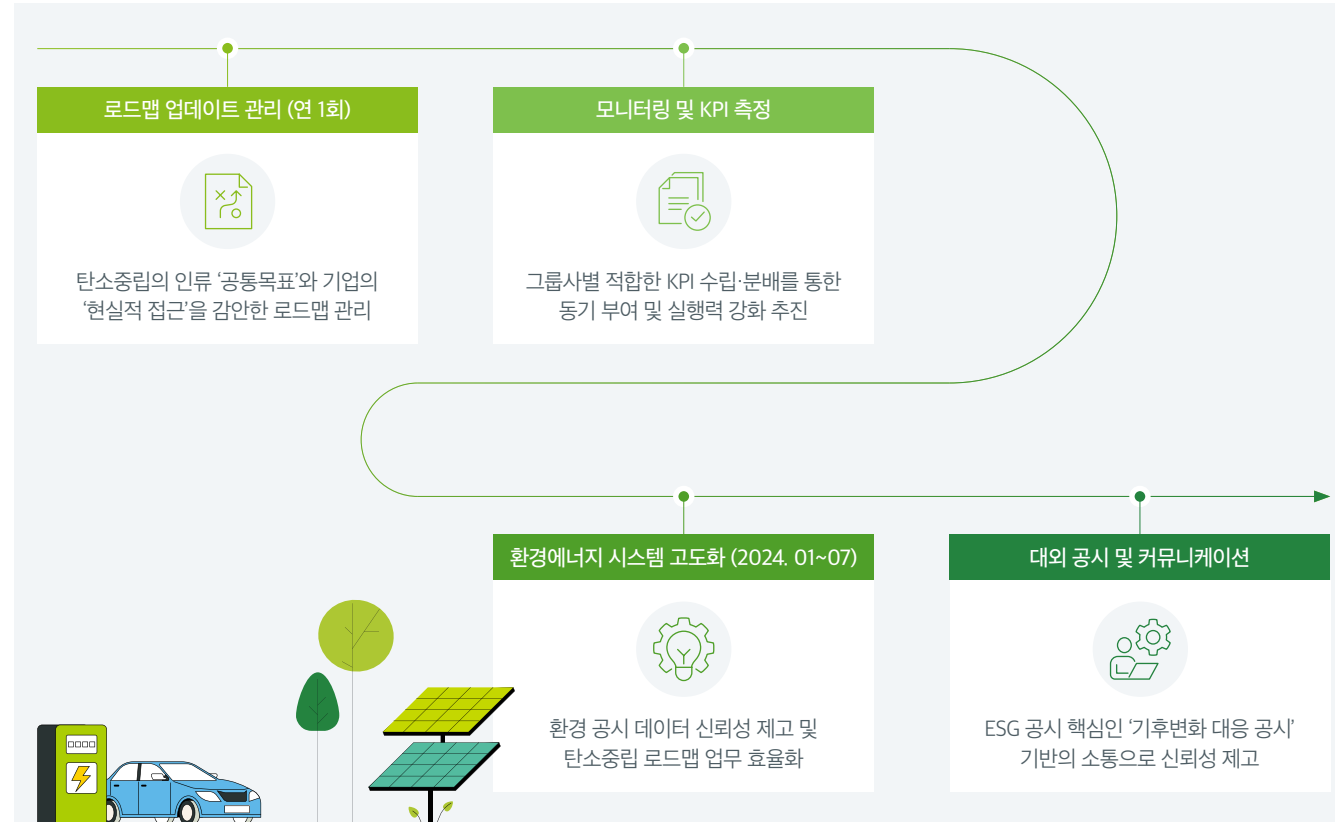 로드맵 업데이트 관리 (연 1회)
탄소중립의 인류 ‘공통목표’와 기업의
‘현실적 접근’을 감안한 로드맵 관리
모니터링 및 KPI 측정
그룹사별 적합한 KPI 수립·분배를 통한
동기 부여 및 실행력 강화 추진
환경에너지 시스템 고도화 (2024. 01~07)
환경 공시 데이터 신뢰성 제고 및
탄소중립 로드맵 업무 효율화
대외 공시 및 커뮤니케이션
ESG 공시 핵심인 ‘기후변화 대응 공시’
기반의 소통으로 신뢰성 제고